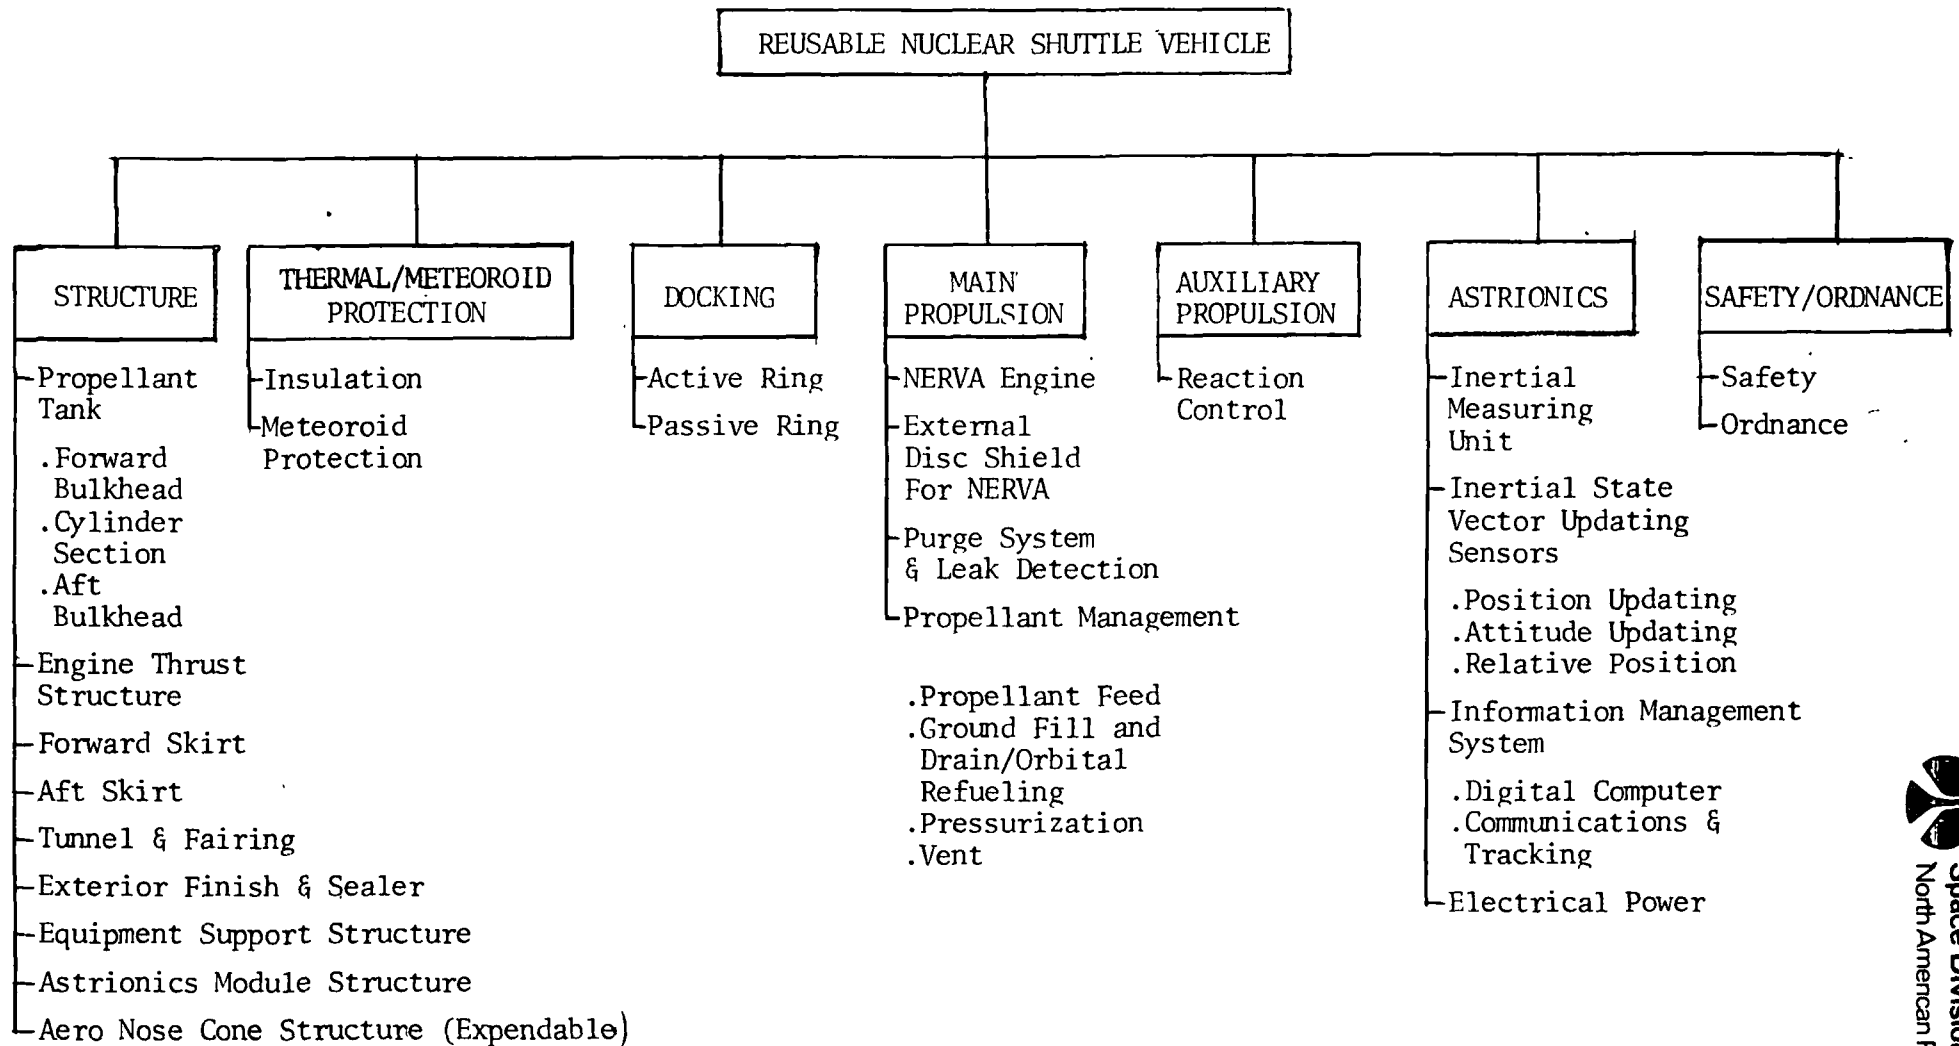 REUSABLE NUCLEAR SHUTTLE VEHICLE
STRUCTURE
Propellant
Tank
.Forward
Bulkhead
.Cylinder
Section
.Aft
Bulkhead
Engine Thrust
Structure
Forward Skirt
Aft Skirt
Tunnel & Fairing
Exterior Finish & Sealer
Equipment Support Structure
Astrionics Module Structure
Aero Nose Cone Structure (Expendable)
THERMAL/METEOROID
PROTECTION
Insulation
Meteoroid
Protection
DOCKING
Active Ring
Passive Ring
MAIN
PROPULSION
NERVA Engine
External
Disc Shield
For NERVA
Purge System
& Leak Detection
Propellant Management
.Propellant Feed
.Ground Fill and
Drain/Orbital
Refueling
.Pressurization
.Vent
AUXILIARY
PROPULSION
Reaction
Control
ASTRIONICS
Inertial
Measuring
Unit
Inertial State
Vector Updating
Sensors
.Position Updating
.Attitude Updating
.Relative Position
Information Management
System
.Digital Computer
.Communications &
Tracking
Electrical Power
SAFETY/ORDNANCE
Safety
Ordnance
Space Division
North American